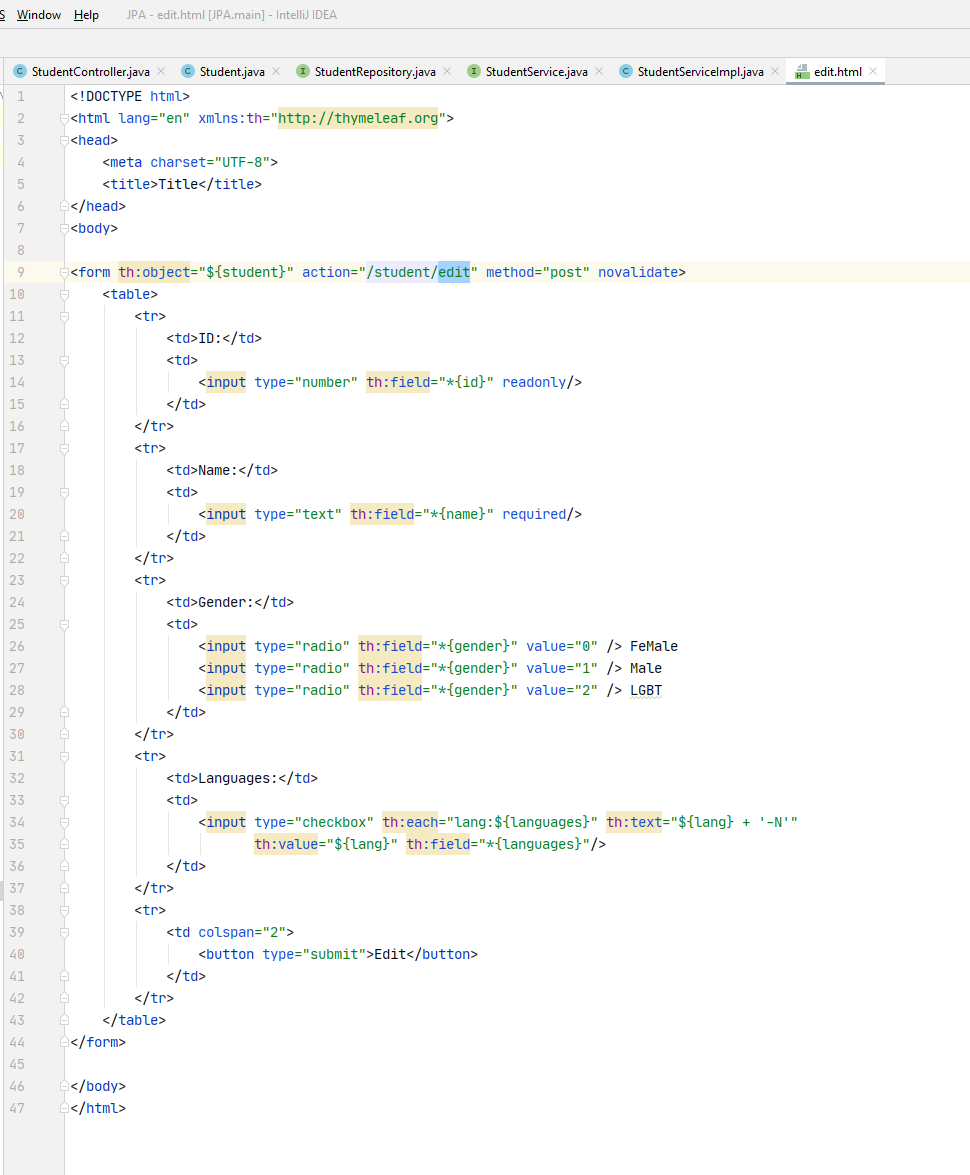 S Window Help JPA - edit.html [JPA.main] - IntelliJ IDEA
StudentController.java Student.java StudentRepository.java StudentService.java StudentServiceImpl.java edit.html
1 <!DOCTYPE html>
2 <html lang="en" xmlns:th="http://thymeleaf.org">
3 <head>
4 <meta charset="UTF-8">
5 <title>Title</title>
6 </head>
7 <body>
8
9 <form th:object="${student}" action="/student/edit" method="post" novalidate>
10 <table>
11 <tr>
12 <td>ID:</td>
13 <td>
14 <input type="number" th:field="*{id}" readonly/>
15 </td>
16 </tr>
17 <tr>
18 <td>Name:</td>
19 <td>
20 <input type="text" th:field="*{name}" required/>
21 </td>
22 </tr>
23 <tr>
24 <td>Gender:</td>
25 <td>
26 <input type="radio" th:field="*{gender}" value="0" /> FeMale
27 <input type="radio" th:field="*{gender}" value="1" /> Male
28 <input type="radio" th:field="*{gender}" value="2" /> LGBT
29 </td>
30 </tr>
31 <tr>
32 <td>Languages:</td>
33 <td>
34 <input type="checkbox" th:each="lang:${languages}" th:text="${lang} + '-N'"
35 th:value="${lang}" th:field="*{languages}"/>
36 </td>
37 </tr>
38 <tr>
39 <td colspan="2">
40 <button type="submit">Edit</button>
41 </td>
42 </tr>
43 </table>
44 </form>
45
46 </body>
47 </html>